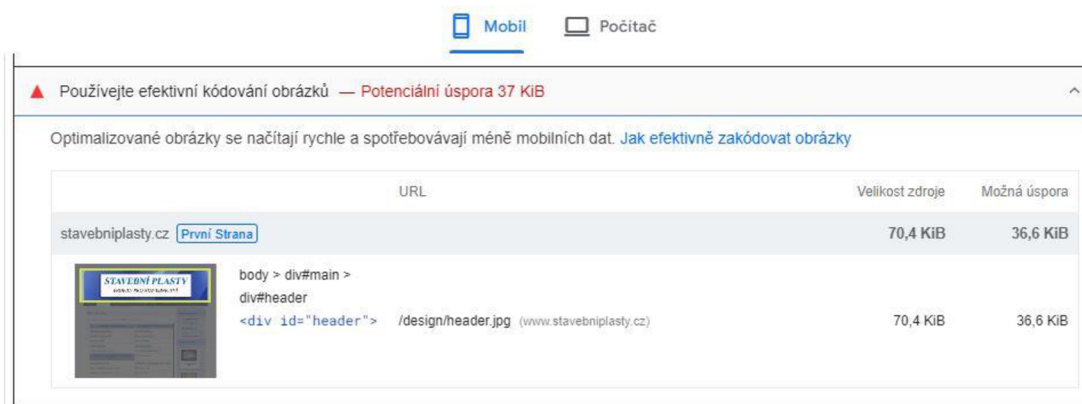 Mobil Počítač
Používejte efektivní kódování obrázků — Potenciální úspora 37 KiB
Optimalizované obrázky se načítají rychle a spotřebovávají méně mobilních dat. Jak efektivně zakódovat obrázky
URL Velikost zdroje Možná úspora
stavebniplasty.cz První Strana 70,4 KiB 36,6 KiB
STAVEBNÍ PLASTY
body > div#main >
div#header
<div id="header"> /design/header.jpg (www.stavebniplasty.cz) 70,4 KiB 36,6 KiB